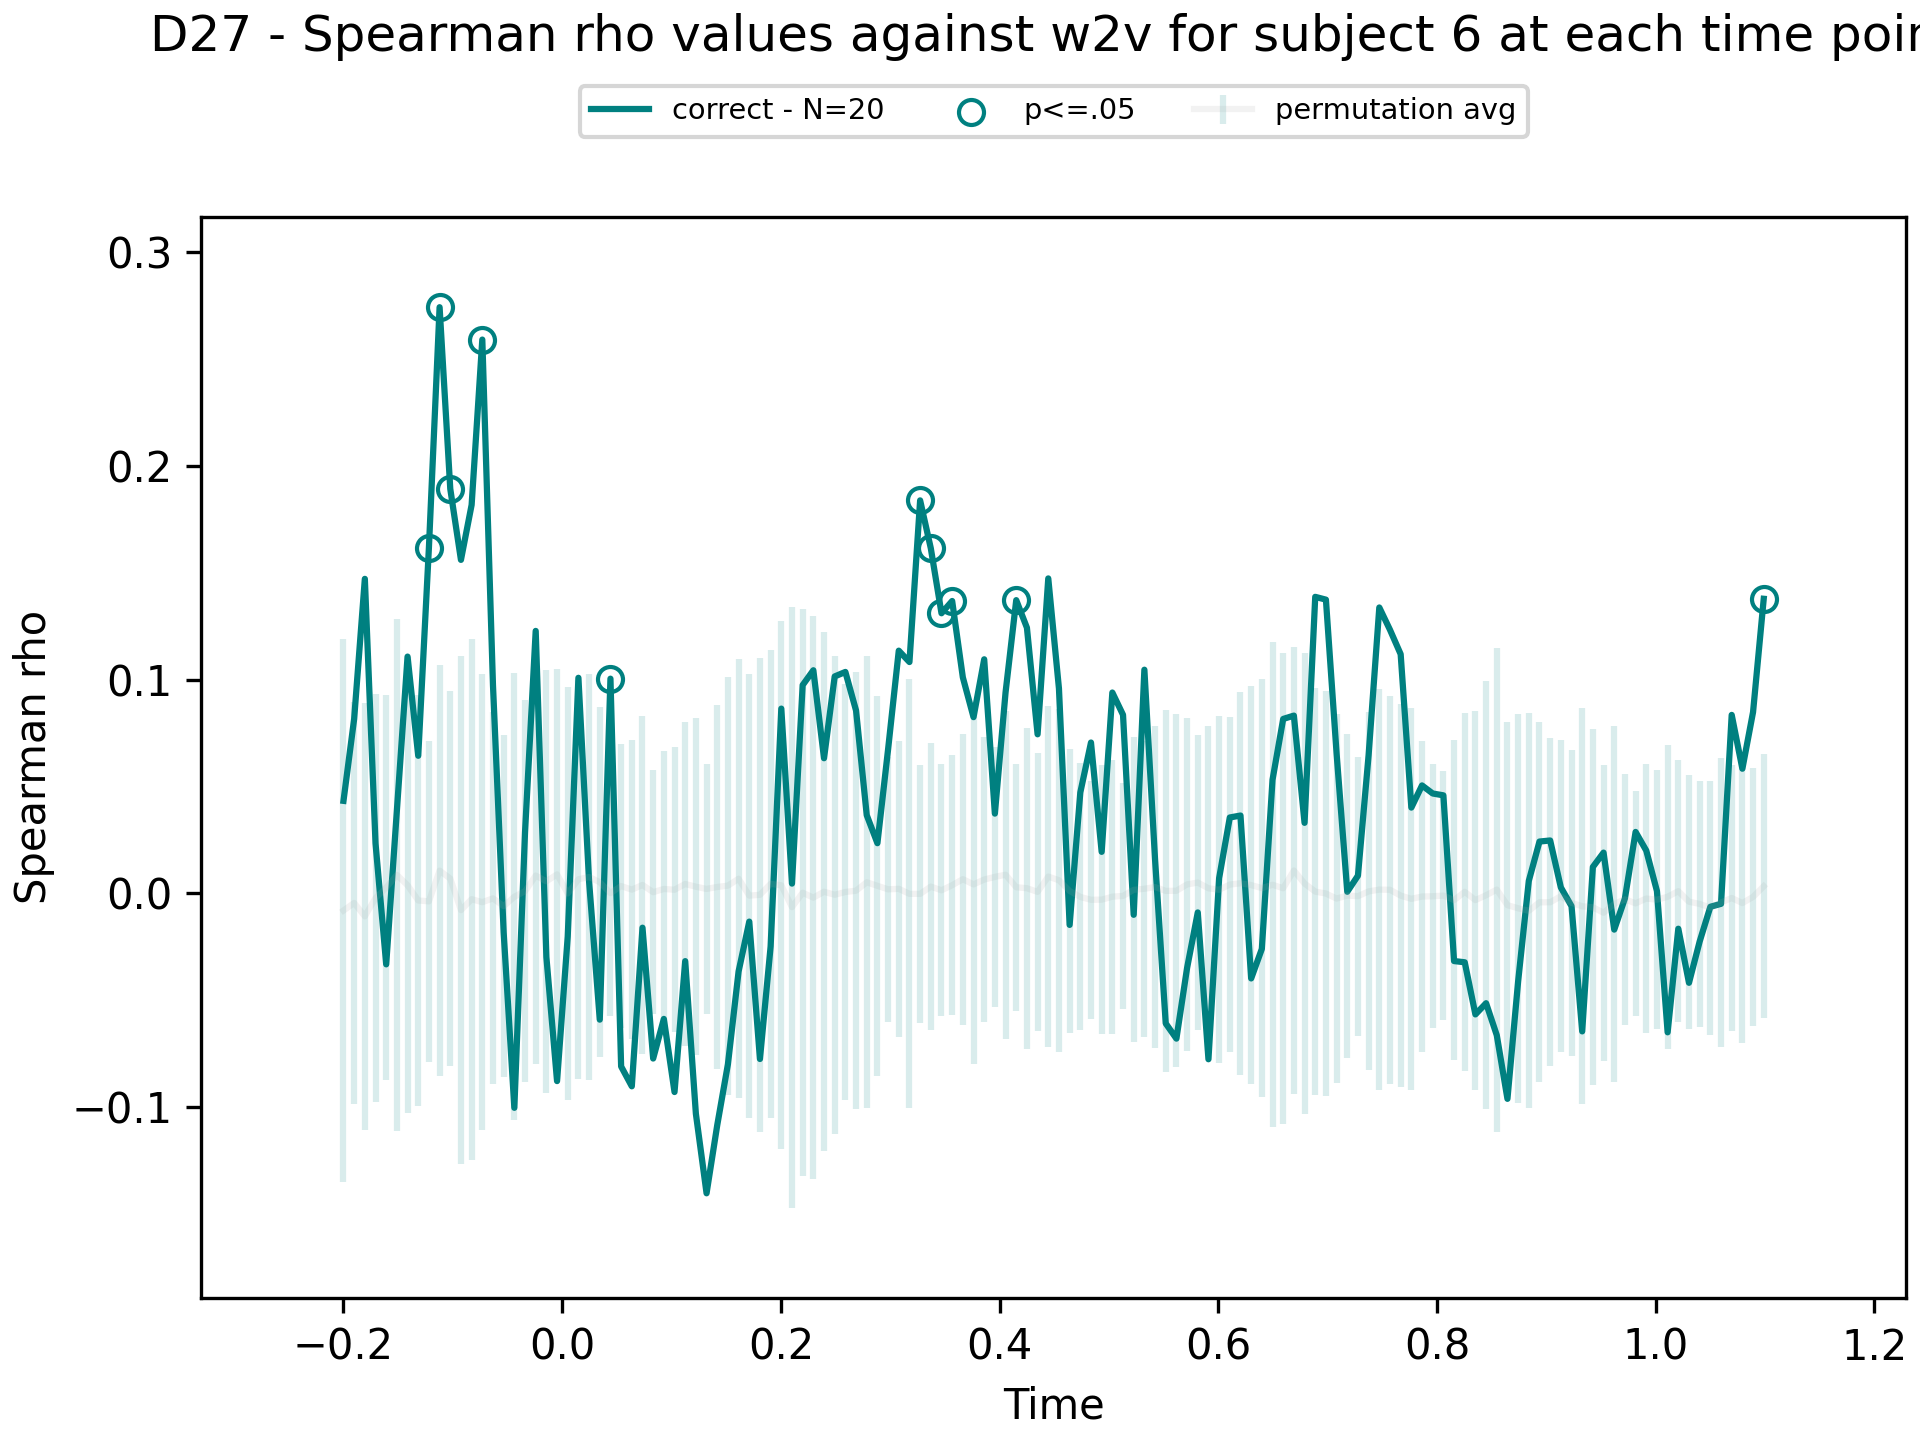 D27 - Spearman rho values against w2v for subject 6 at each time
correct - N=20 p<=.05 permutation avg
0.3
0.2
0.1
0.0
−0.1
Spearman rho
−0.2 0.0 0.2 0.4 0.6 0.8 1.0 1.2
Time